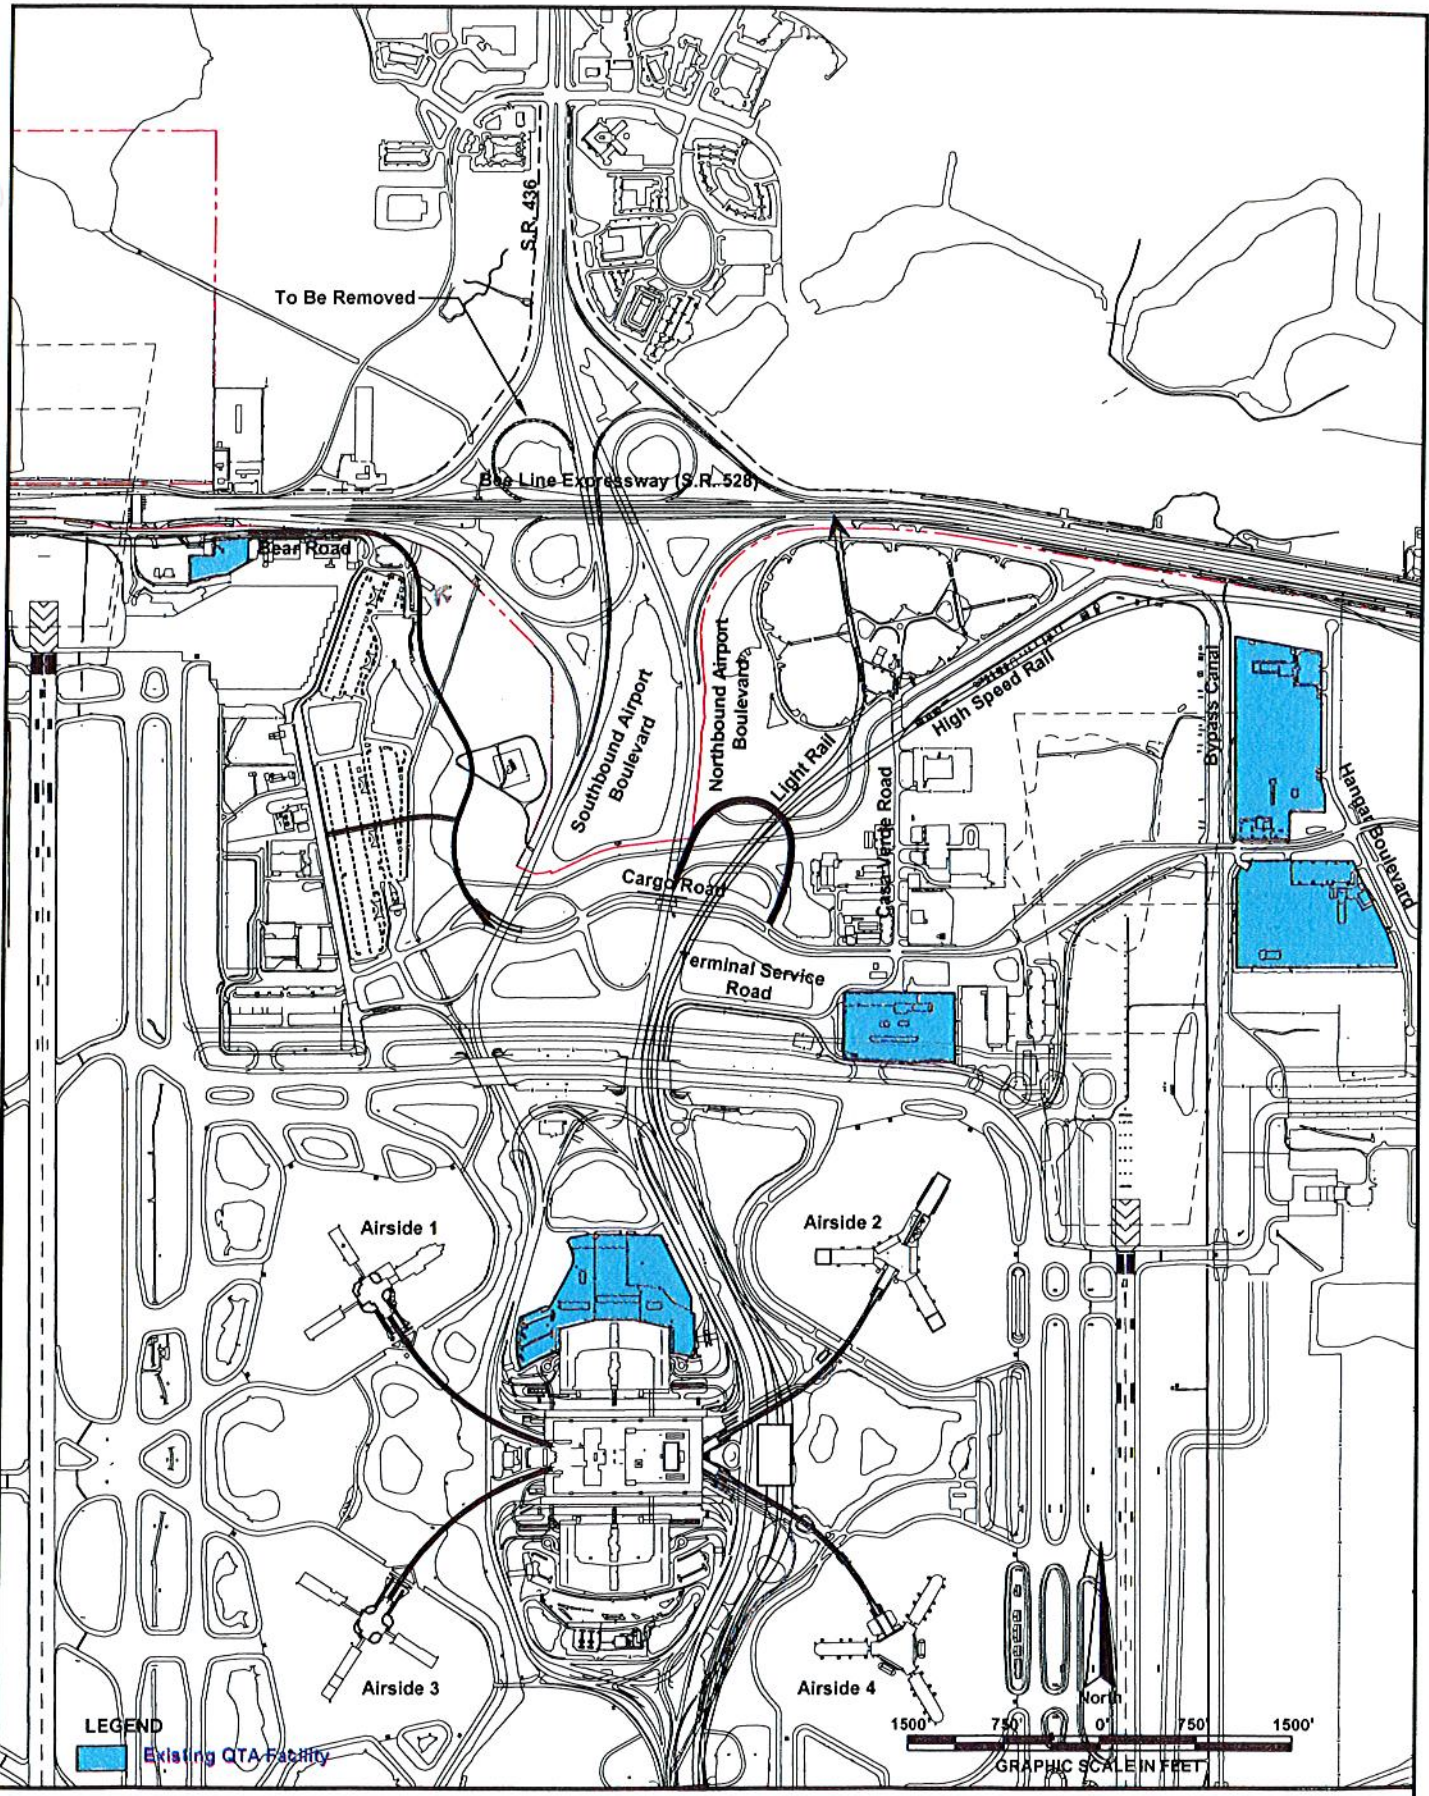 S.R. 436
To Be Removed
Bee Line Expressway (S.R. 528)
Bear Road
Southbound Airport
Boulevard
Northbound Airport
Boulevard
Light Rail
High Speed Rail
Bypass Canal
Casa Verde Road
Hangar Boulevard
Cargo Road
Terminal Service
Road
Airside 1
Airside 2
Airside 3
Airside 4
North
LEGEND
Existing QTA Facility
1500' 750' 0' 750' 1500'
GRAPHIC SCALE IN FEET